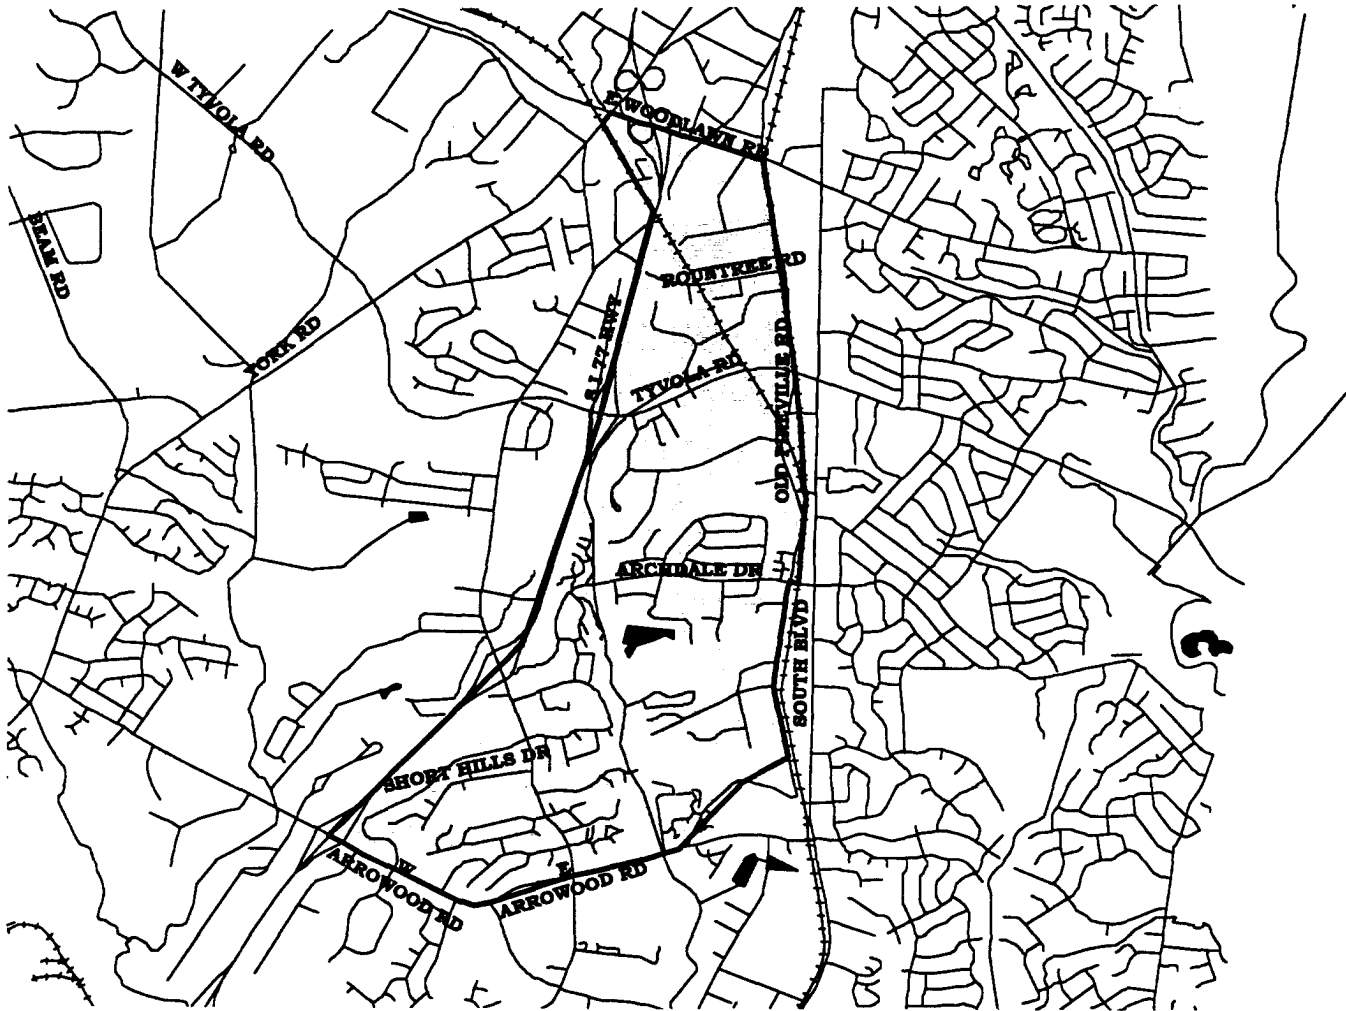 W TYVOLA RD
E WOODLAWN RD
BEAM RD
ROUNTREE RD
YORK RD
S I 77 HWY
TYVOLA RD
OLD PINEVILLE RD
ARCHDALE DR
SOUTH BLVD
SHORT HILLS DR
W
ARROWOOD RD
E
ARROWOOD RD